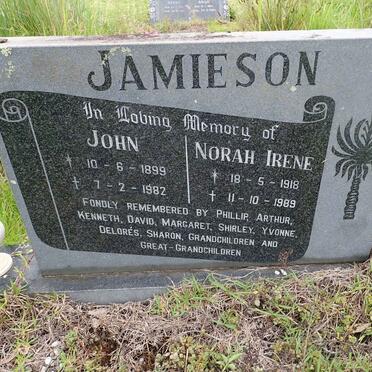 JAMIESON
In Loving Memory of
JOHN
* 10-6-1899
† 7-2-1982
NORAH IRENE
* 18-5-1918
† 11-10-1989
FONDLY REMEMBERED BY PHILLIP, ARTHUR,
KENNETH, DAVID, MARGARET, SHIRLEY, YVONNE,
DELORÉS, SHARON, GRANDCHILDREN AND
GREAT-GRANDCHILDREN